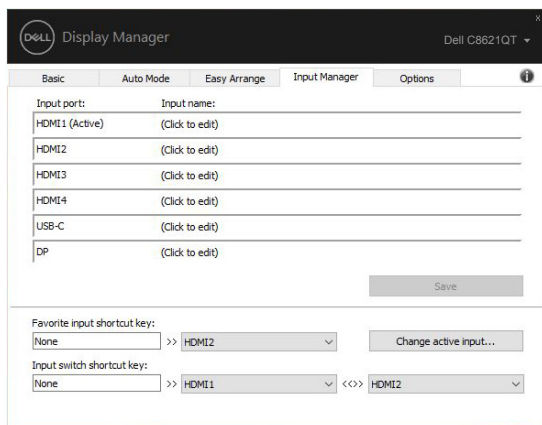 x
DELL Display Manager
Dell C8621QT
Basic Auto Mode Easy Arrange Input Manager Options i
Input port: Input name:
HDMI1 (Active) (Click to edit)
HDMI2 (Click to edit)
HDMI3 (Click to edit)
HDMI4 (Click to edit)
USB-C (Click to edit)
DP (Click to edit)
Save
Favorite input shortcut key:
None >> HDMI2 Change active input...
Input switch shortcut key:
None >> HDMI1 <<>> HDMI2